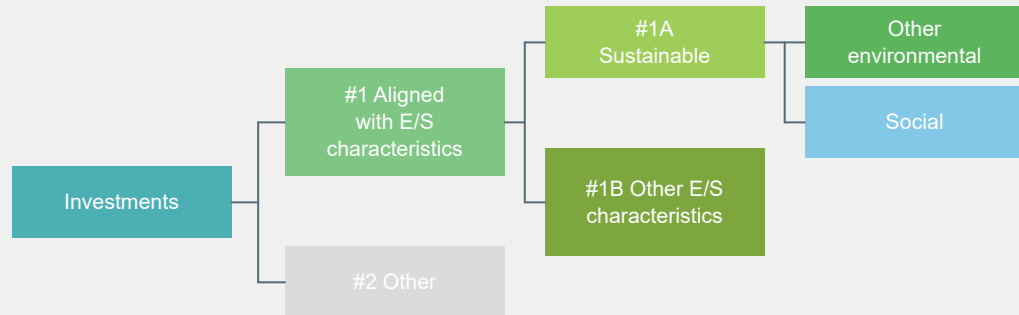 #1A
Sustainable
Other
environmental
#1 Aligned
with E/S
characteristics
Social
Investments
#1B Other E/S
characteristics
#2 Other